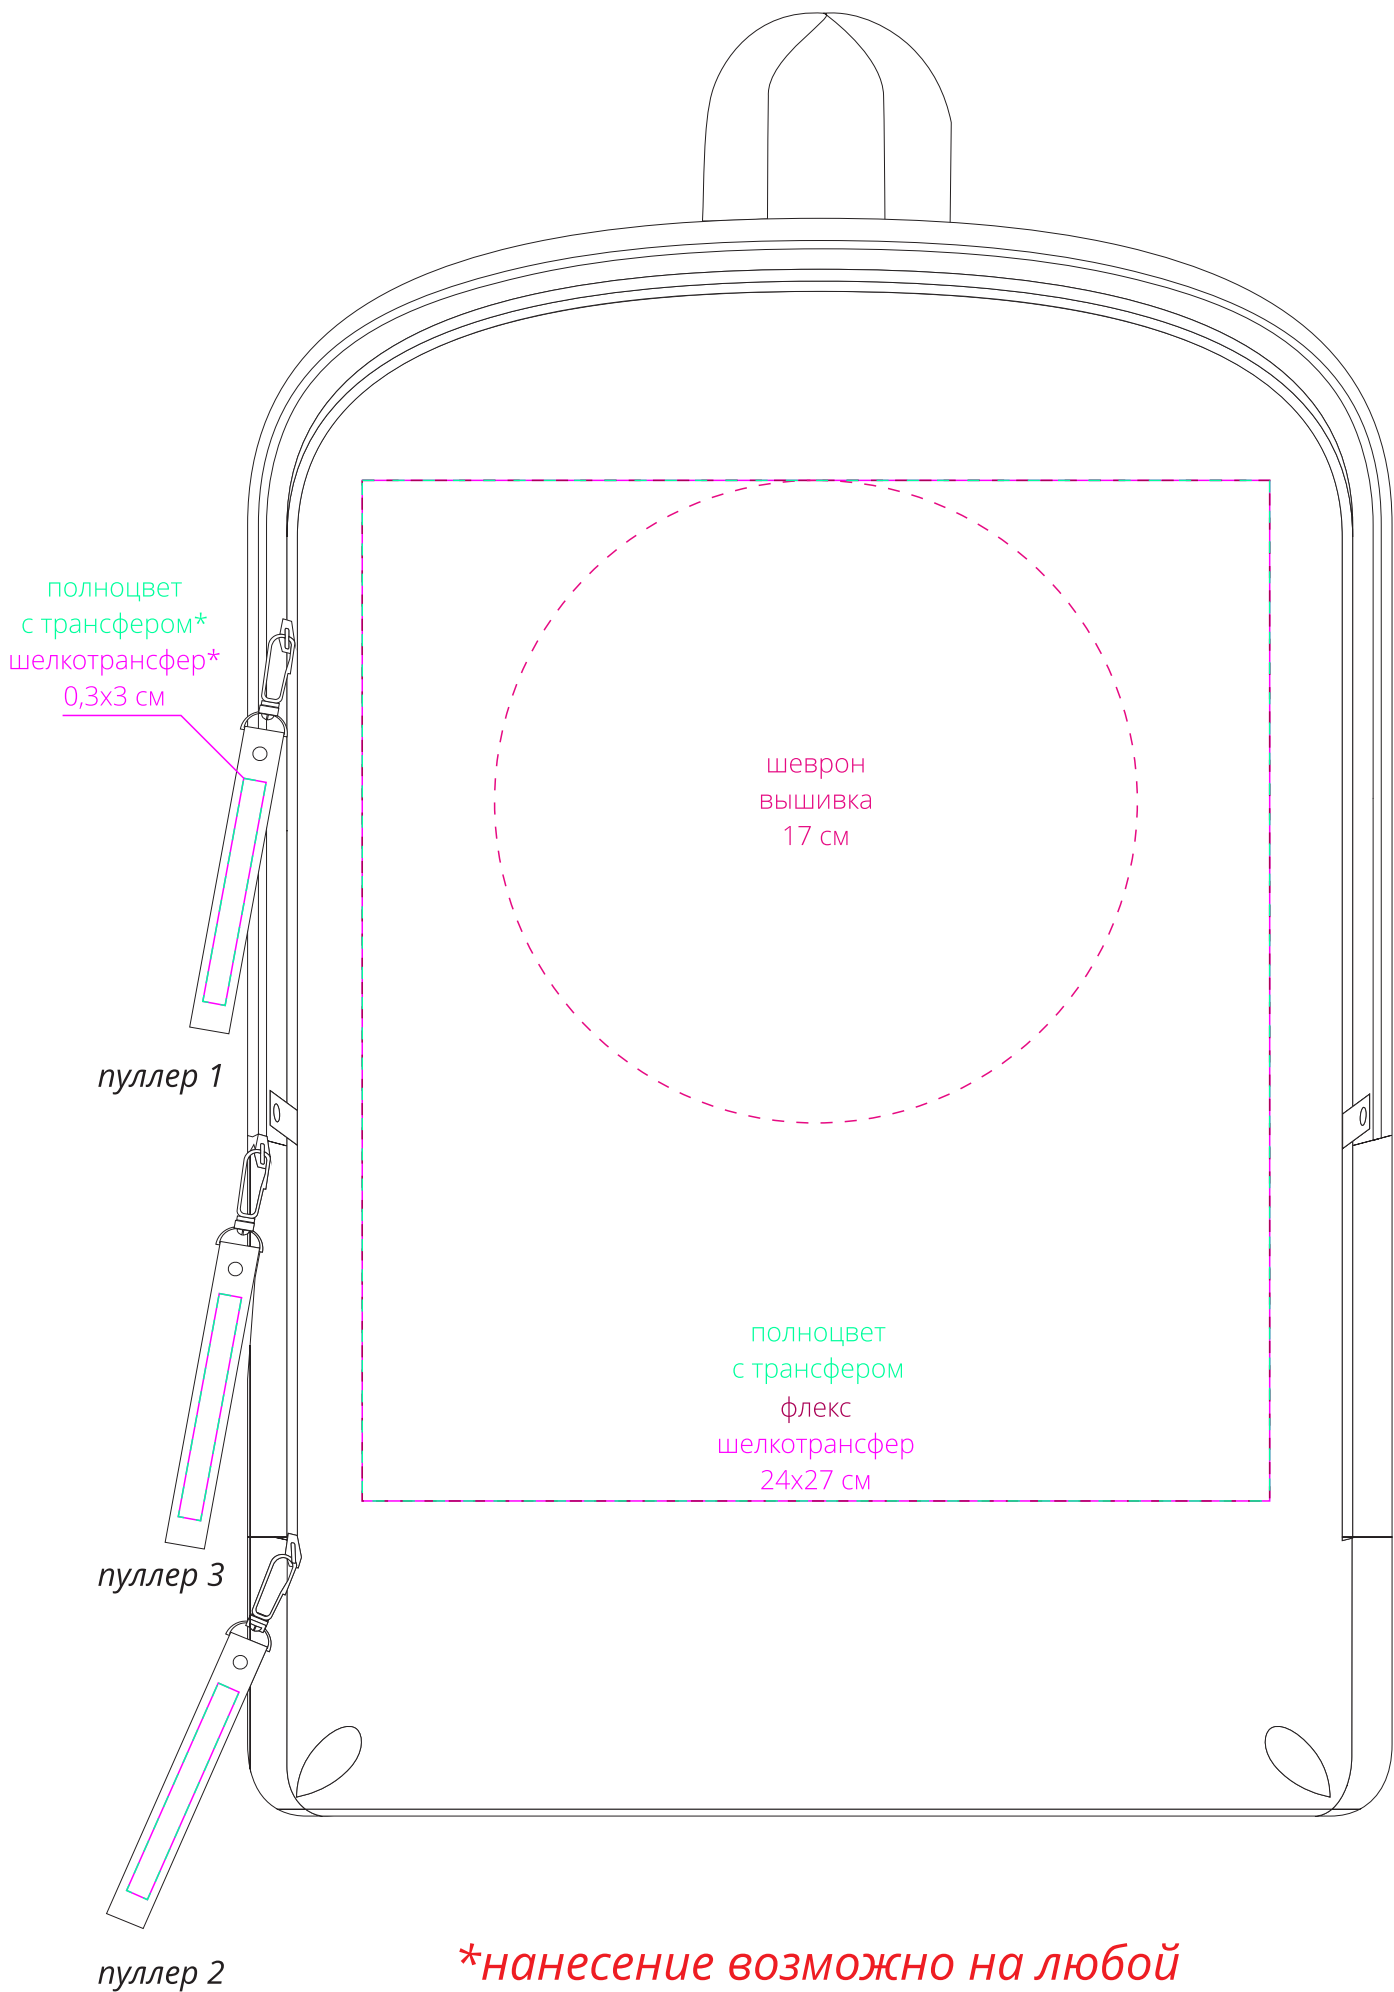 полноцвет
с трансфером*
шелкотрансфер*
0,3х3 см
шеврон
вышивка
17 см
пуллер 1
полноцвет
с трансфером
флекс
шелкотрансфер
24х27 см
пуллер 3
пуллер 2
*нанесение возможно на любой